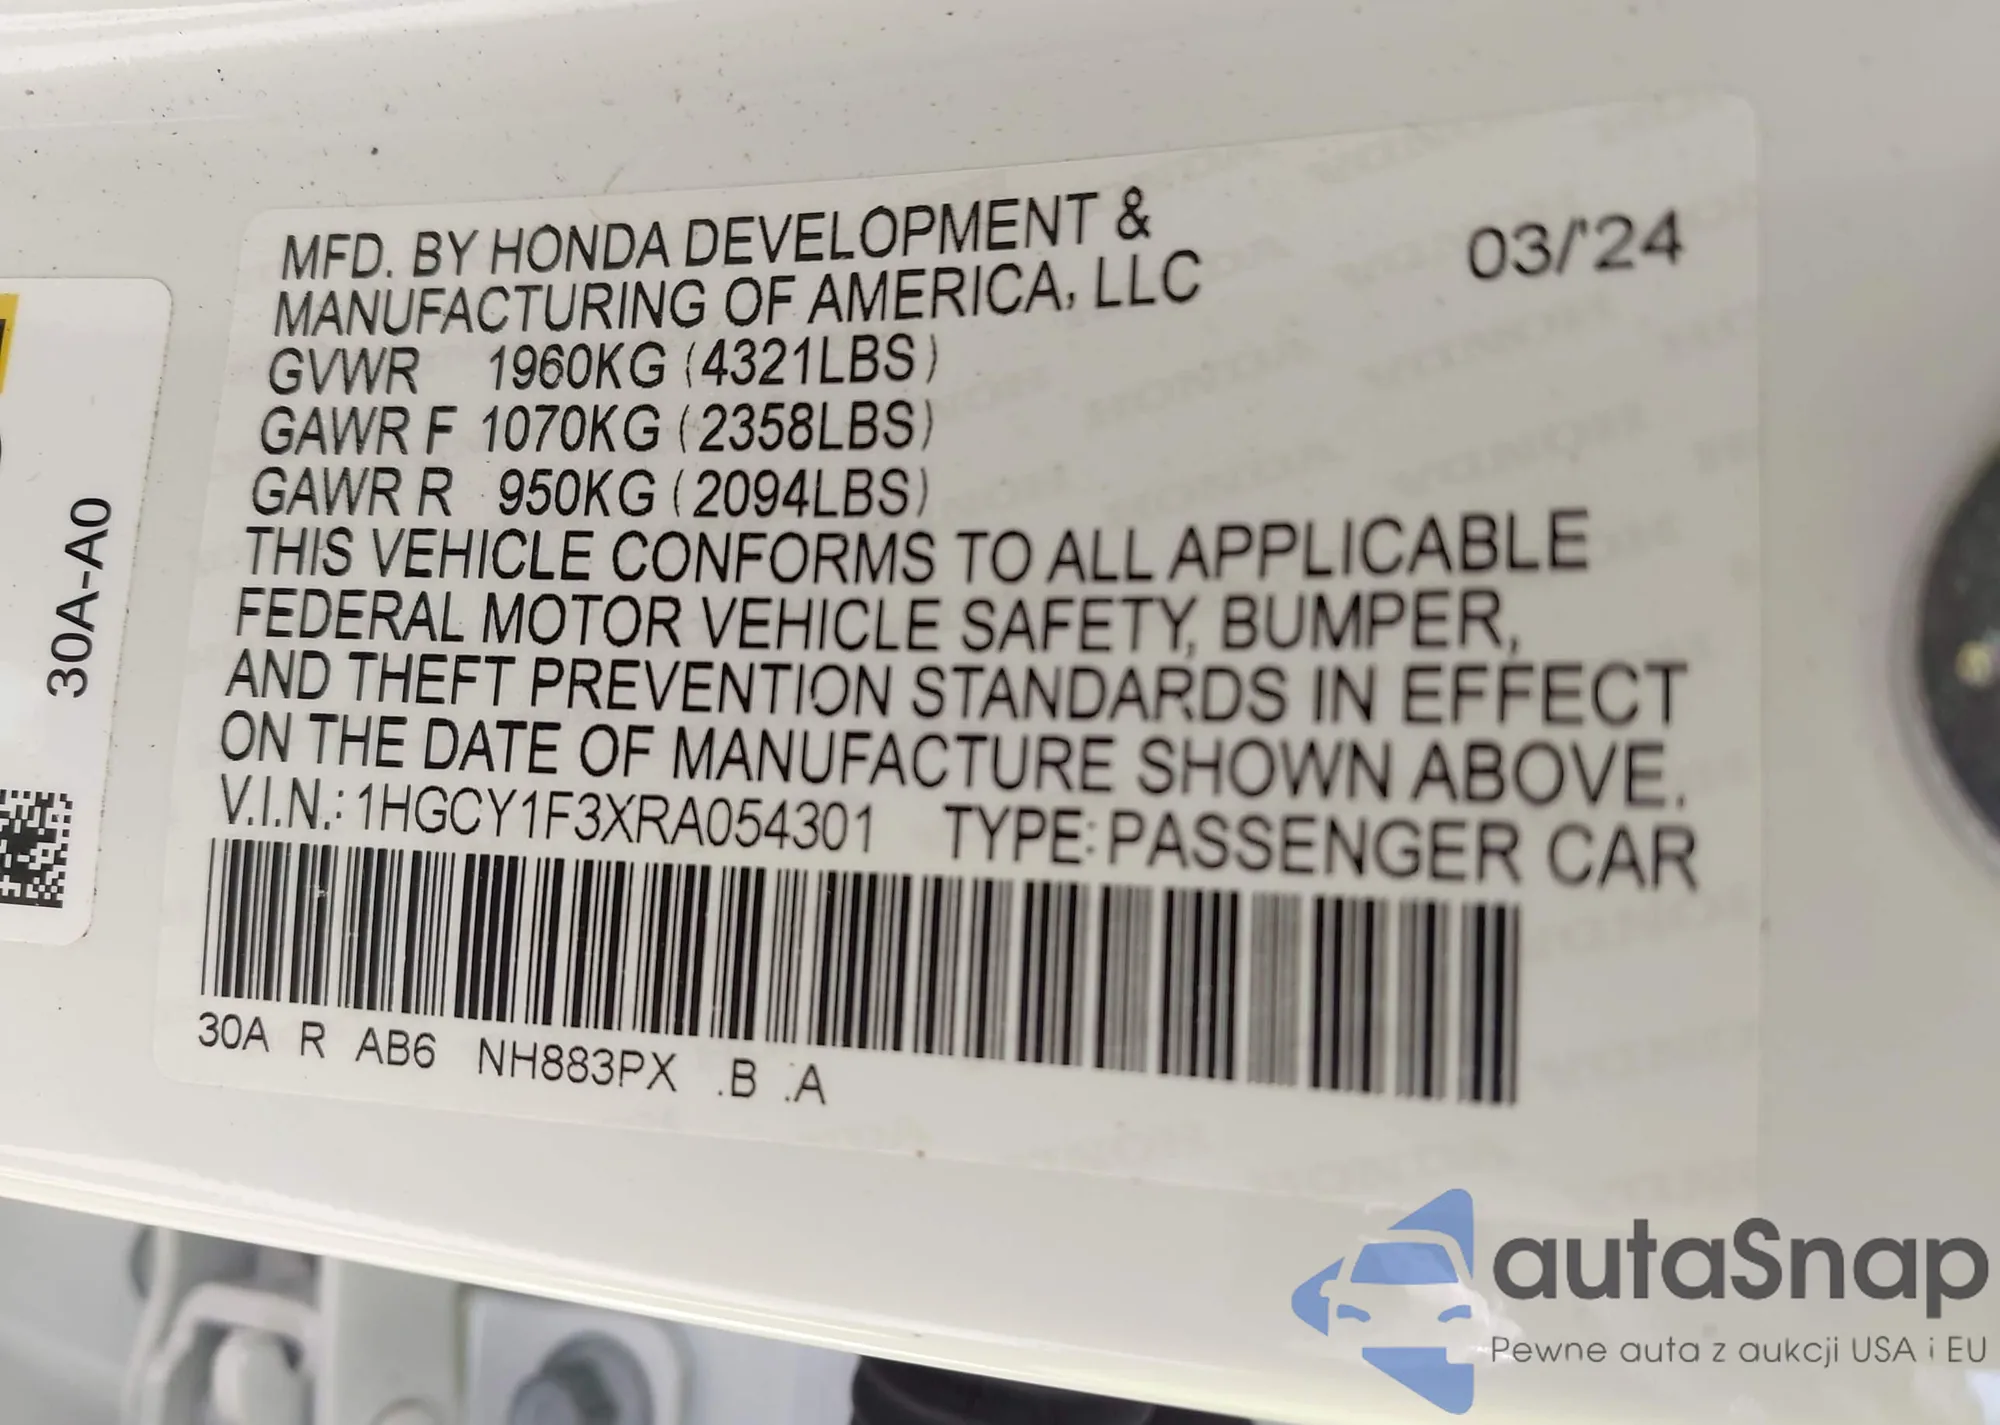 MFD. BY HONDA DEVELOPMENT &
MANUFACTURING OF AMERICA, LLC
03/'24
GVWR 1960KG (4321LBS)
GAWR F 1070KG (2358LBS)
GAWR R 950KG (2094LBS)
THIS VEHICLE CONFORMS TO ALL APPLICABLE
FEDERAL MOTOR VEHICLE SAFETY, BUMPER,
AND THEFT PREVENTION STANDARDS IN EFFECT
ON THE DATE OF MANUFACTURE SHOWN ABOVE.
V.I.N.: 1HGCY1F3XRA054301 TYPE: PASSENGER CAR
30A R AB6 NH883PX .B .A
30A-A0
autaSnap
Pewne auta z aukcji USA i EU